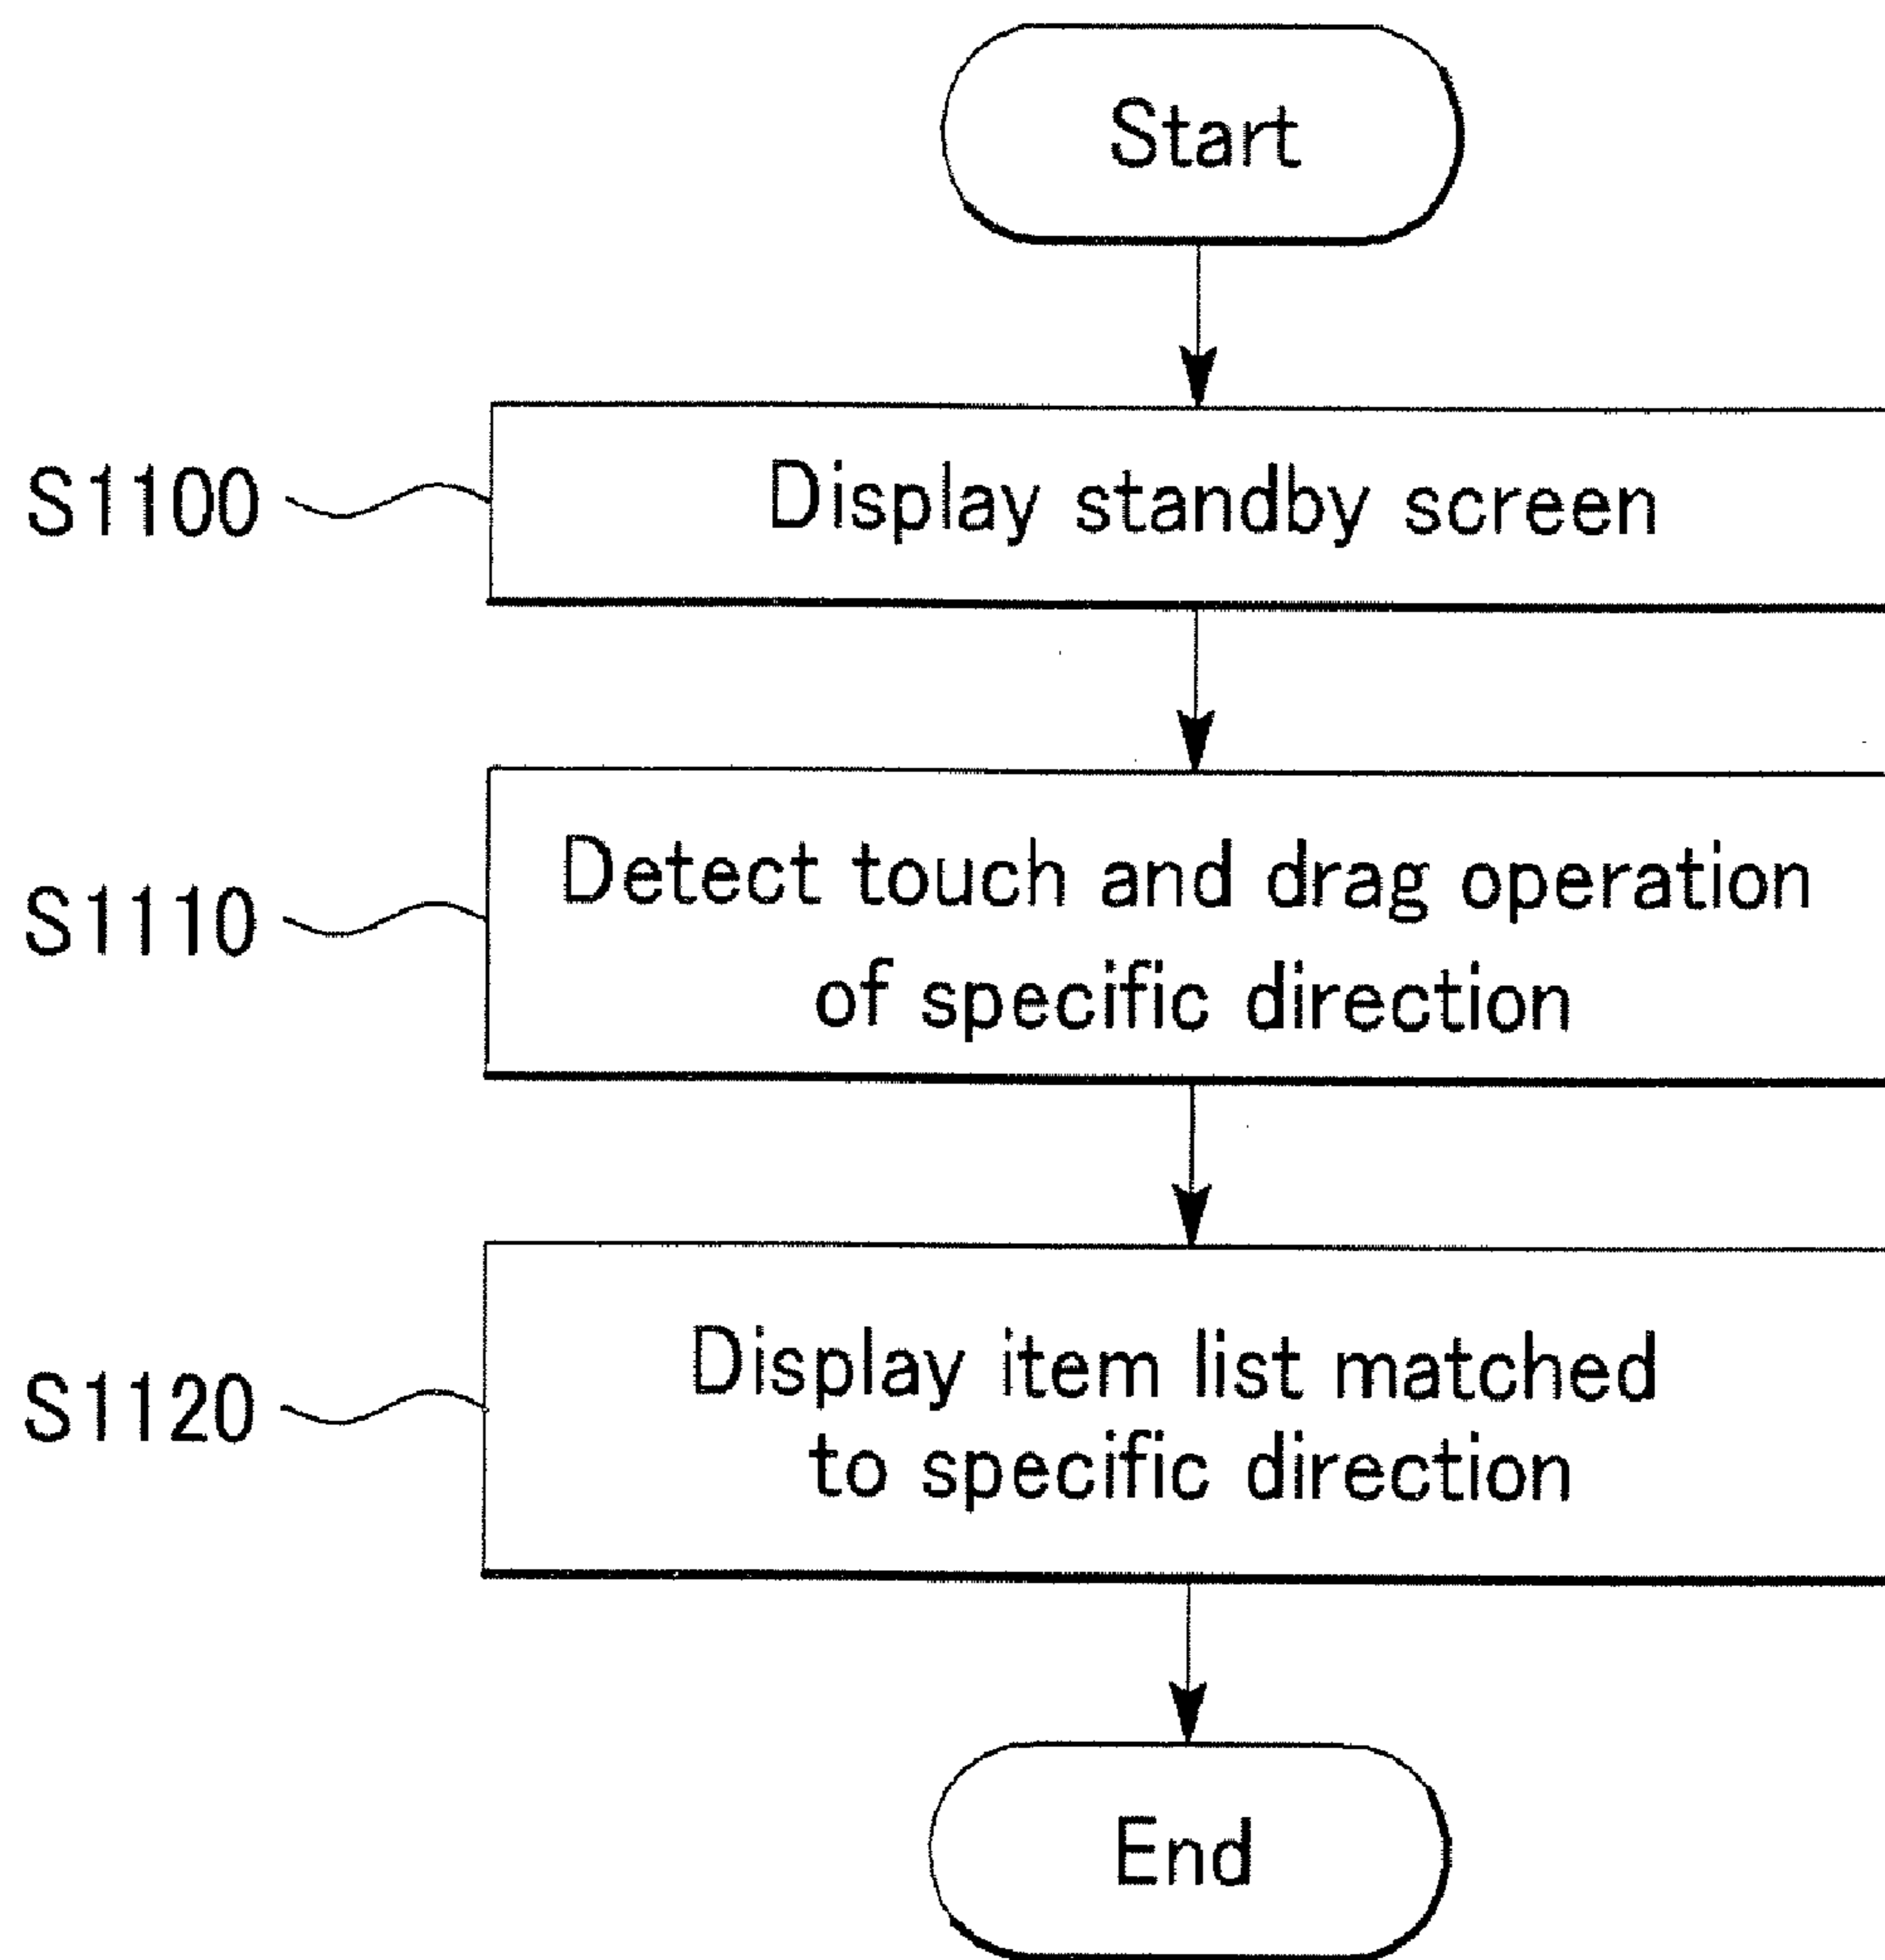 Start
S1100
Display standby screen
S1110
Detect touch and drag operation
of specific direction
S1120
Display item list matched
to specific direction
End